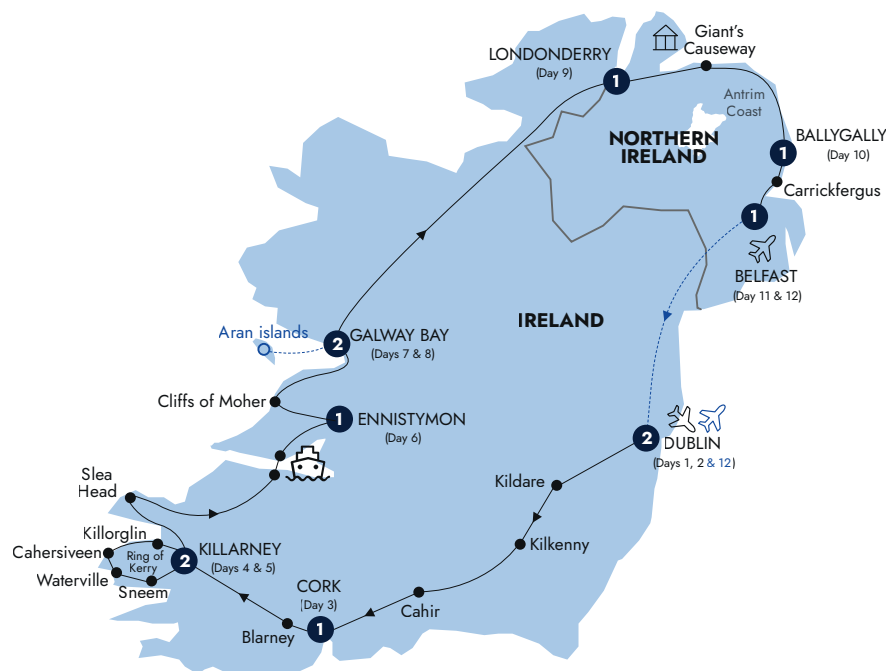 Giant's
Causeway
LONDONDERRY
(Day 9)
1
Antrim
Coast
NORTHERN
IRELAND
1
BALLYGALLY
(Day 10)
Carrickfergus
1
BELFAST
(Day 11 & 12)
IRELAND
Aran islands
2
GALWAY BAY
(Days 7 & 8)
Cliffs of Moher
1
ENNISTYMON
(Day 6)
2
DUBLIN
(Days 1, 2 & 12)
Kildare
Slea
Head
Kilkenny
Killorglin
Cahersiveen
Ring of
Kerry
2
KILLARNEY
(Days 4 & 5)
Waterville
Sneem
CORK
(Day 3)
1
Cahir
Blarney